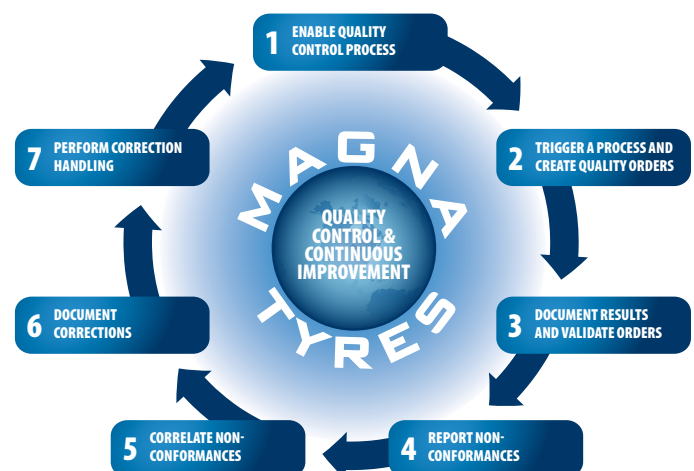 1 ENABLE QUALITY
CONTROL PROCESS
2 TRIGGER A PROCESS AND
CREATE QUALITY ORDERS
3 DOCUMENT RESULTS
AND VALIDATE ORDERS
4 REPORT NON-
CONFORMANCES
5 CORRELATE NON-
CONFORMANCES
6 DOCUMENT
CORRECTIONS
7 PERFORM CORRECTION
HANDLING
MAGNA
QUALITY
CONTROL &
CONTINUOUS
IMPROVEMENT
TYRES